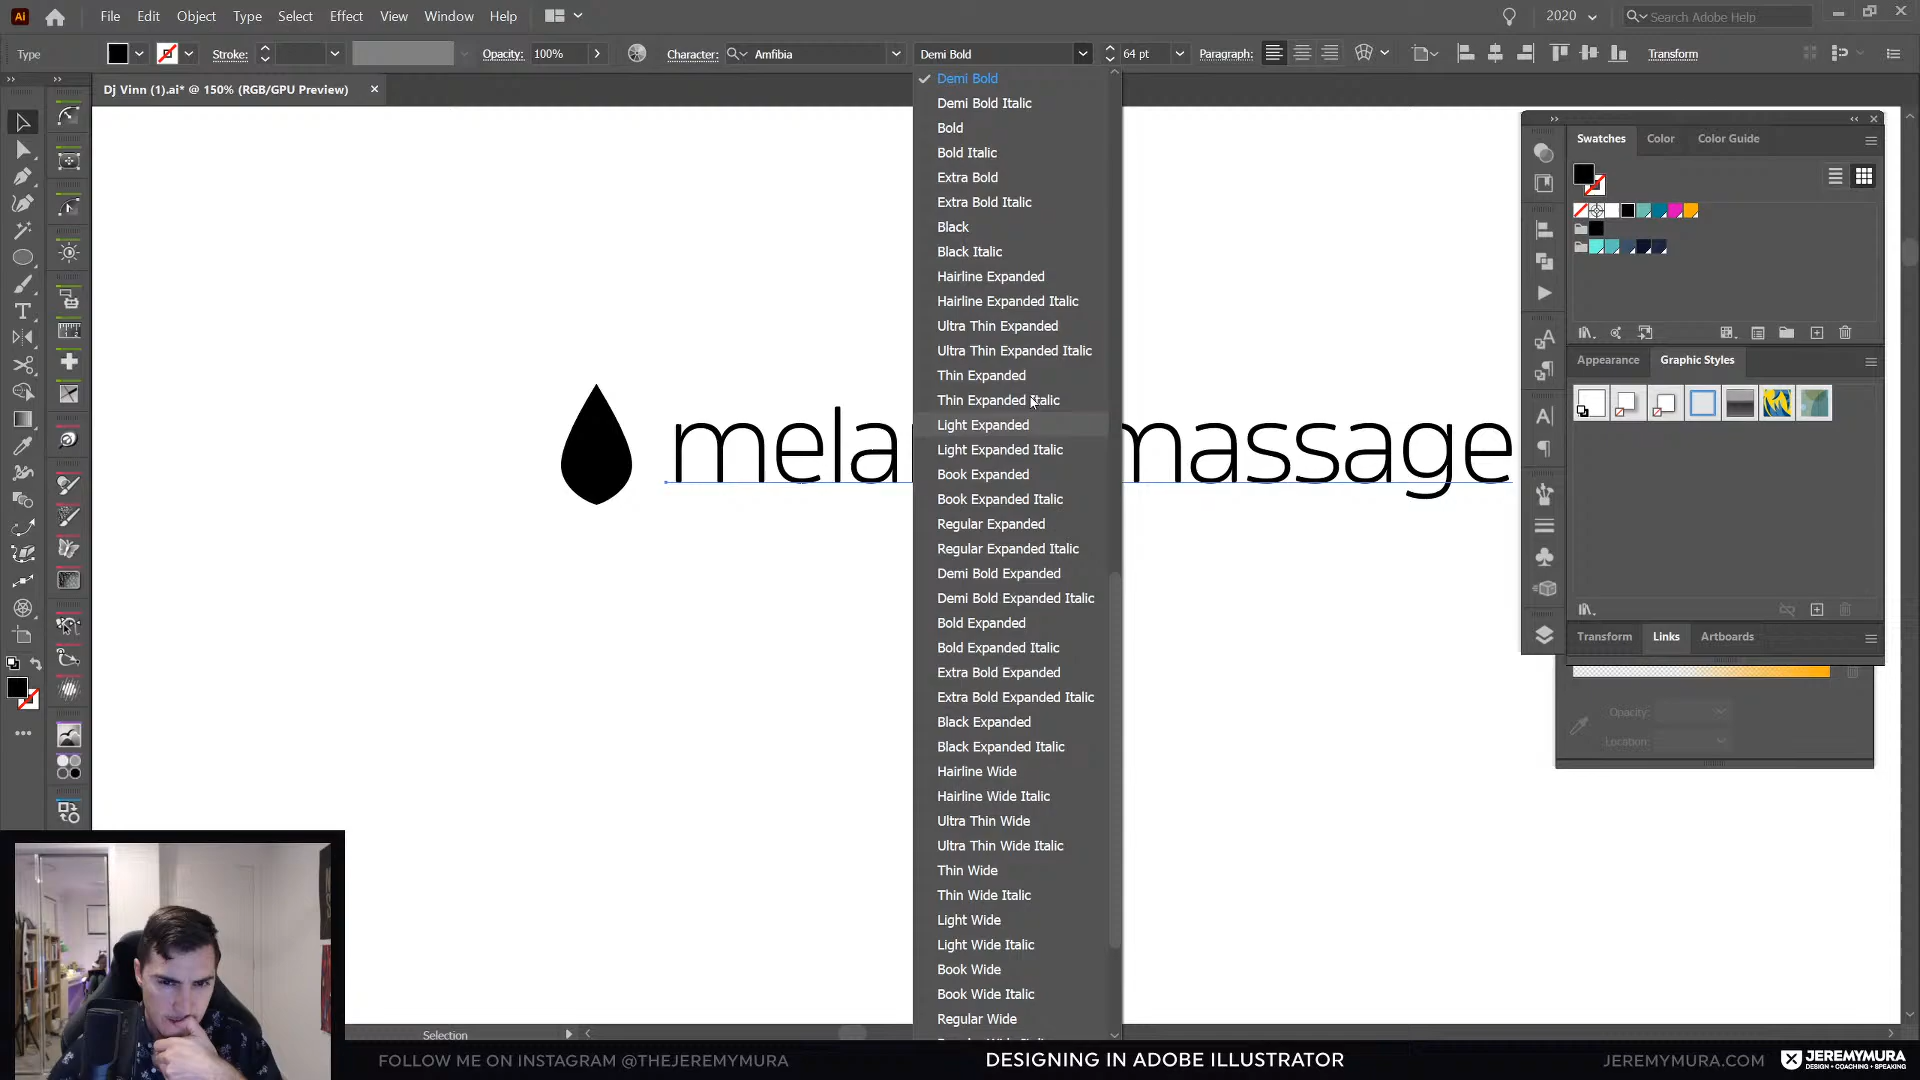 Ai File Edit Object Type Select Effect View Window Help 2020 Search Adobe Help
Type Stroke: Opacity: 100% Character: Amfibia Demi Bold 64 pt Paragraph: Transform
Dj Vinn (1).ai* @ 150% (RGB/GPU Preview)
Demi Bold
Demi Bold Italic
Bold
Bold Italic
Extra Bold
Extra Bold Italic
Black
Black Italic
Hairline Expanded
Hairline Expanded Italic
Ultra Thin Expanded
Ultra Thin Expanded Italic
Thin Expanded
Thin Expanded Italic
Light Expanded
Light Expanded Italic
Book Expanded
Book Expanded Italic
Regular Expanded
Regular Expanded Italic
Demi Bold Expanded
Demi Bold Expanded Italic
Bold Expanded
Bold Expanded Italic
Extra Bold Expanded
Extra Bold Expanded Italic
Black Expanded
Black Expanded Italic
Hairline Wide
Hairline Wide Italic
Ultra Thin Wide
Ultra Thin Wide Italic
Thin Wide
Thin Wide Italic
Light Wide
Light Wide Italic
Book Wide
Book Wide Italic
Regular Wide
melan massage
Swatches Color Color Guide
Appearance Graphic Styles
Transform Links Artboards
Opacity:
Location:
Selection
FOLLOW ME ON INSTAGRAM @THEJEREMYMURA
DESIGNING IN ADOBE ILLUSTRATOR
JEREMYMURA.COM
JEREMYMURA
DESIGN • COACHING • SPEAKING